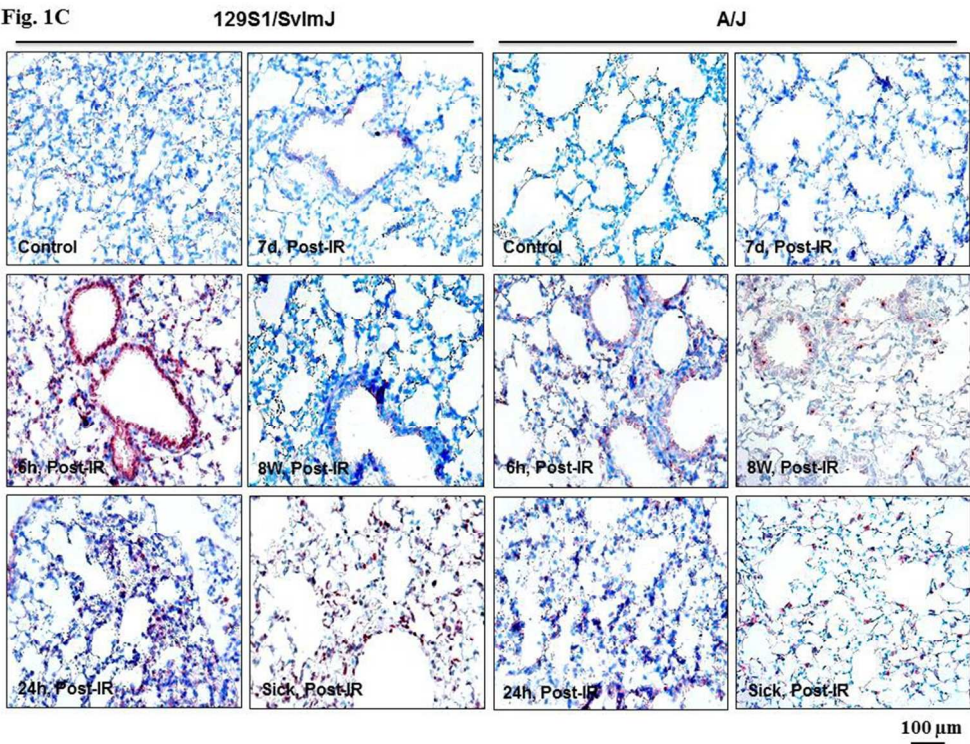 Fig. 1C
129S1/SvlmJ
A/J
Control
7d, Post-IR
Control
7d, Post-IR
6h, Post-IR
8W, Post-IR
6h, Post-IR
8W, Post-IR
24h, Post-IR
Sick, Post-IR
24h, Post-IR
Sick, Post-IR
100 µm